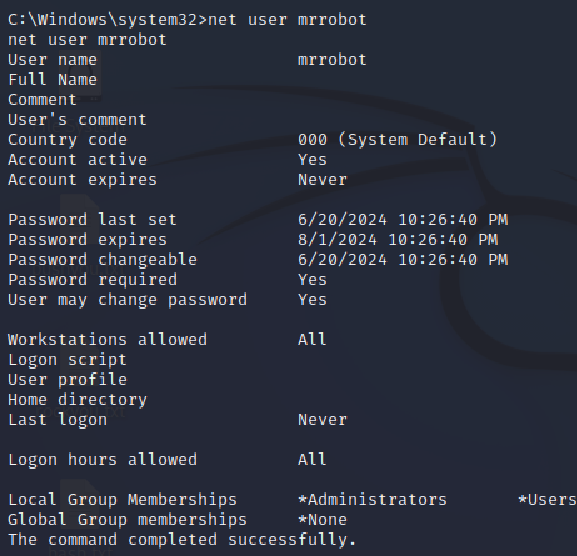 C:\Windows\system32>net user mrrobot
net user mrrobot
User name                    mrrobot
Full Name
Comment
User's comment
Country code                 000 (System Default)
Account active               Yes
Account expires              Never

Password last set            6/20/2024 10:26:40 PM
Password expires             8/1/2024 10:26:40 PM
Password changeable          6/20/2024 10:26:40 PM
Password required            Yes
User may change password     Yes

Workstations allowed         All
Logon script
User profile
Home directory
Last logon                   Never

Logon hours allowed          All

Local Group Memberships      *Administrators       *Users
Global Group memberships     *None
The command completed successfully.